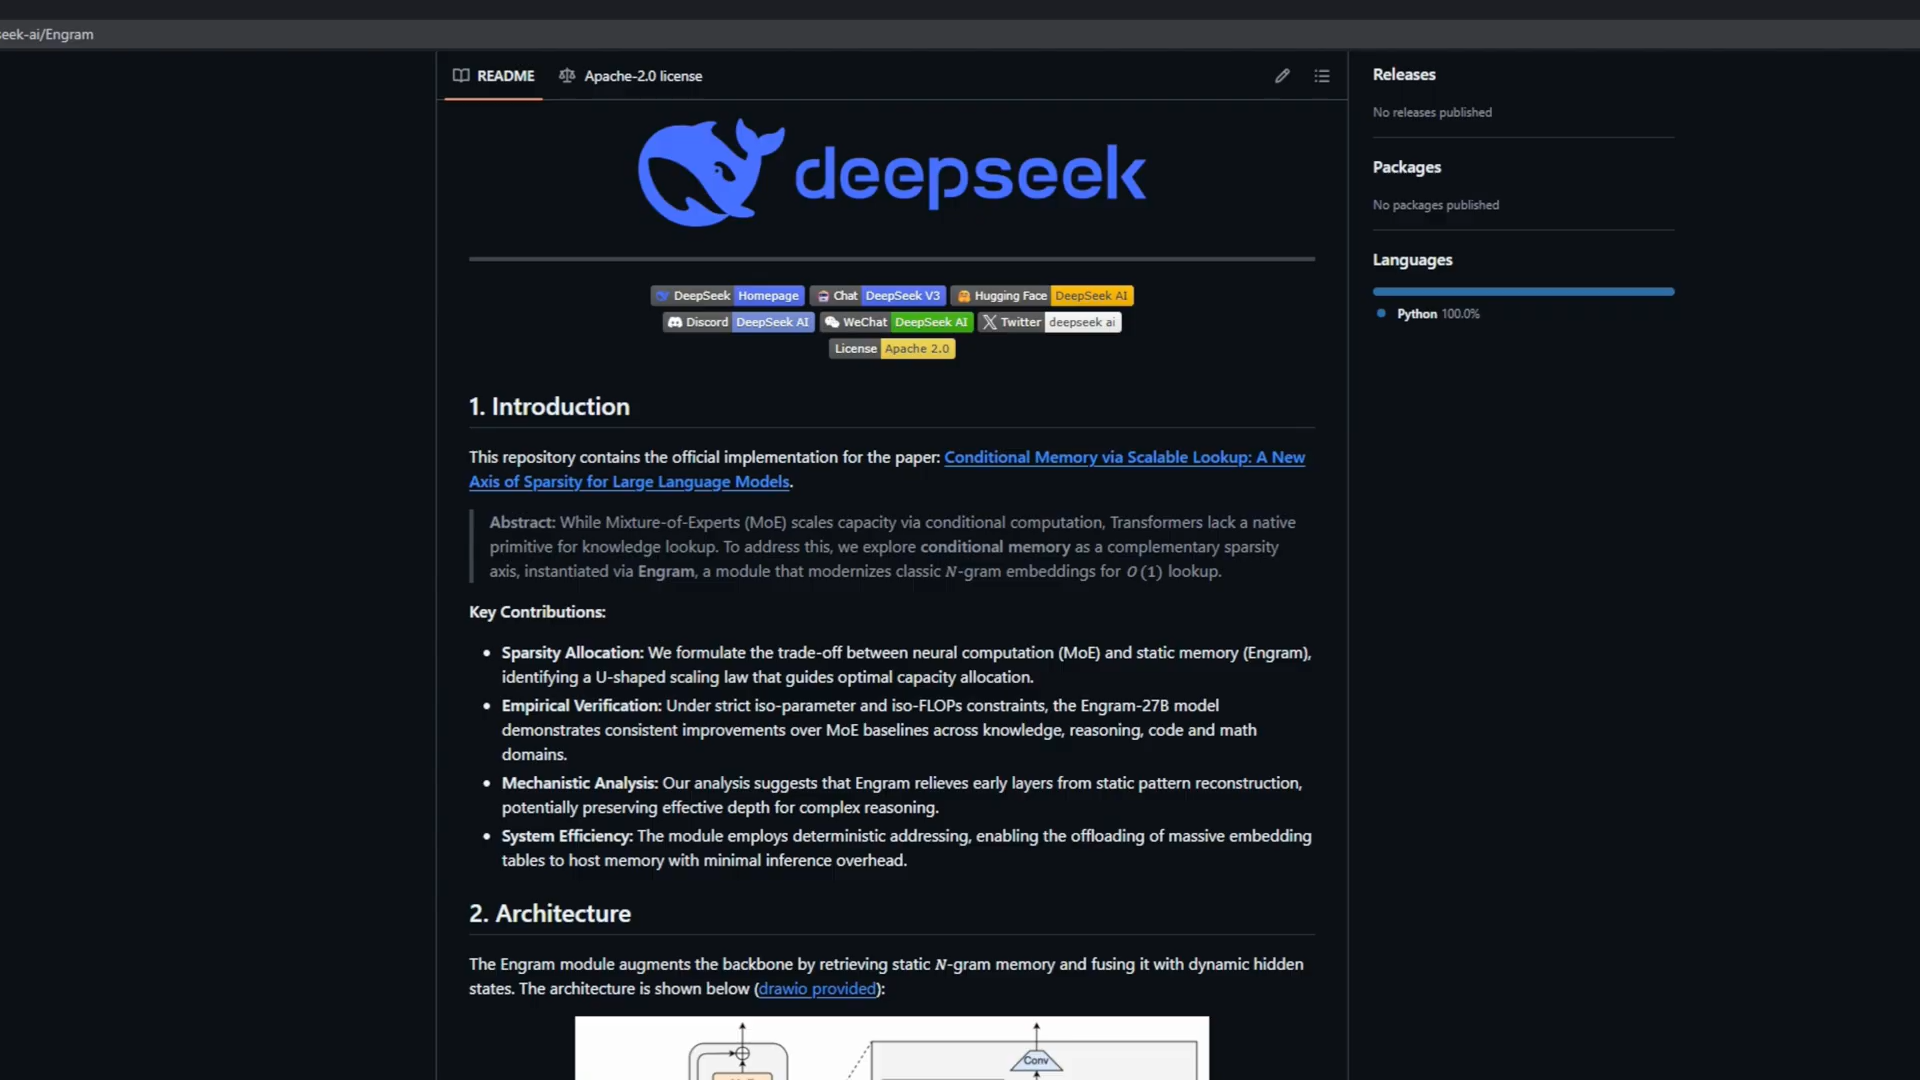 seek-ai/Engram
README
Apache-2.0 license
deepseek
DeepSeek Homepage Chat DeepSeek V3 Hugging Face DeepSeek AI
Discord DeepSeek AI WeChat DeepSeek AI Twitter deepseek ai
License Apache 2.0
1. Introduction
This repository contains the official implementation for the paper: Conditional Memory via Scalable Lookup: A New
Axis of Sparsity for Large Language Models.
Abstract: While Mixture-of-Experts (MoE) scales capacity via conditional computation, Transformers lack a native
primitive for knowledge lookup. To address this, we explore conditional memory as a complementary sparsity
axis, instantiated via Engram, a module that modernizes classic N-gram embeddings for O(1) lookup.
Key Contributions:
• Sparsity Allocation: We formulate the trade-off between neural computation (MoE) and static memory (Engram),
identifying a U-shaped scaling law that guides optimal capacity allocation.
• Empirical Verification: Under strict iso-parameter and iso-FLOPs constraints, the Engram-27B model
demonstrates consistent improvements over MoE baselines across knowledge, reasoning, code and math
domains.
• Mechanistic Analysis: Our analysis suggests that Engram relieves early layers from static pattern reconstruction,
potentially preserving effective depth for complex reasoning.
• System Efficiency: The module employs deterministic addressing, enabling the offloading of massive embedding
tables to host memory with minimal inference overhead.
2. Architecture
The Engram module augments the backbone by retrieving static N-gram memory and fusing it with dynamic hidden
states. The architecture is shown below (drawio provided):
Conv
Releases
No releases published
Packages
No packages published
Languages
Python 100.0%